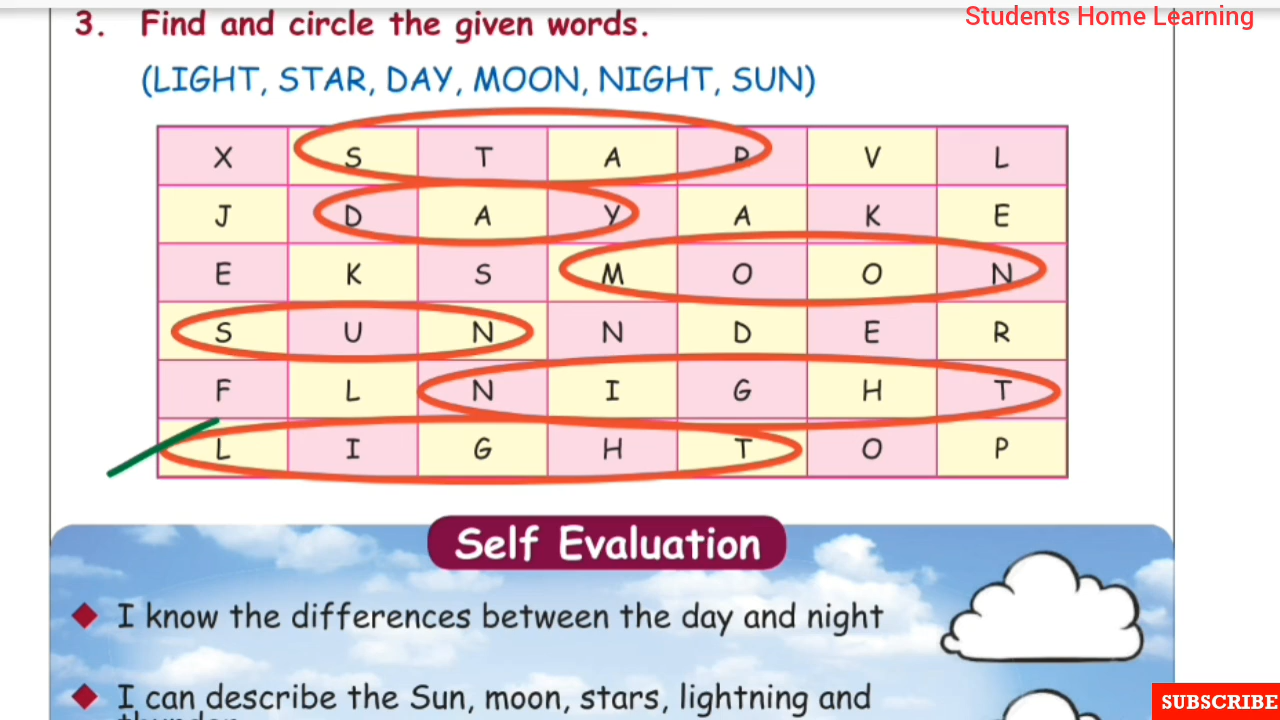 Students Home Learning
3. Find and circle the given words.
(LIGHT, STAR, DAY, MOON, NIGHT, SUN)
X S T A R V L
J D A Y A K E
E K S M O O N
S U N N D E R
F L N I G H T
L I G H T O P
Self Evaluation
I know the differences between the day and night
I can describe the Sun, moon, stars, lightning and
SUBSCRIBE